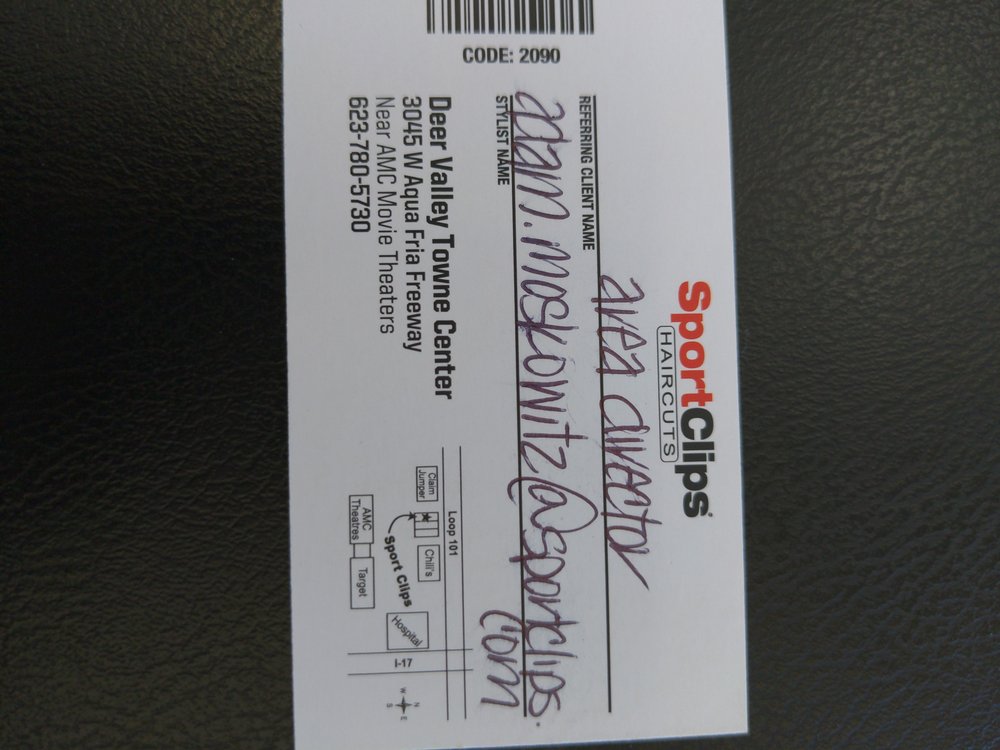 SportClips
HAIRCUTS
area director
REFERRING CLIENT NAME
adam.moskowitz@sportclips.
com
STYLIST NAME
CODE: 2090
Deer Valley Towne Center
3045 W Aqua Fria Freeway
Near AMC Movie Theaters
623-780-5730
Loop 101
Claim
Jumper
Chili's
Sport Clips
AMC
Theatres
Target
Hospital
I-17
N
W
E
S